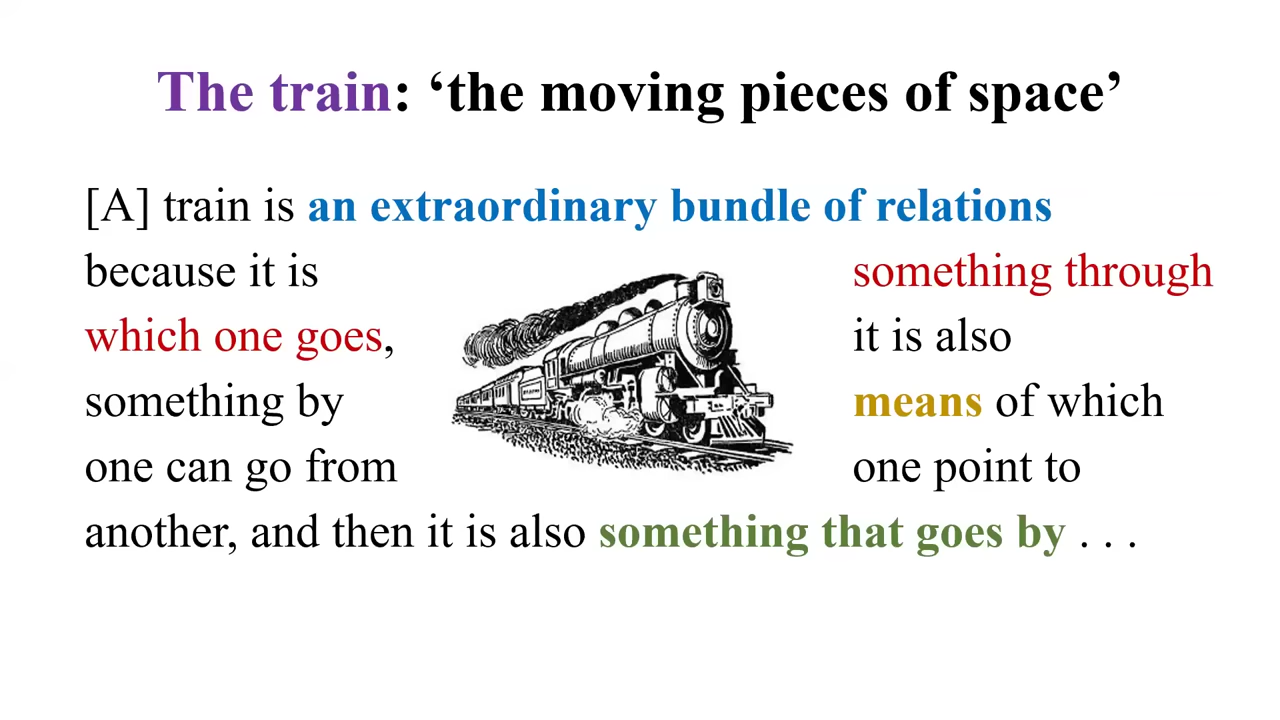 The train: ‘the moving pieces of space’
[A] train is an extraordinary bundle of relations
because it is something through
which one goes, it is also
something by means of which
one can go from one point to
another, and then it is also something that goes by . . .